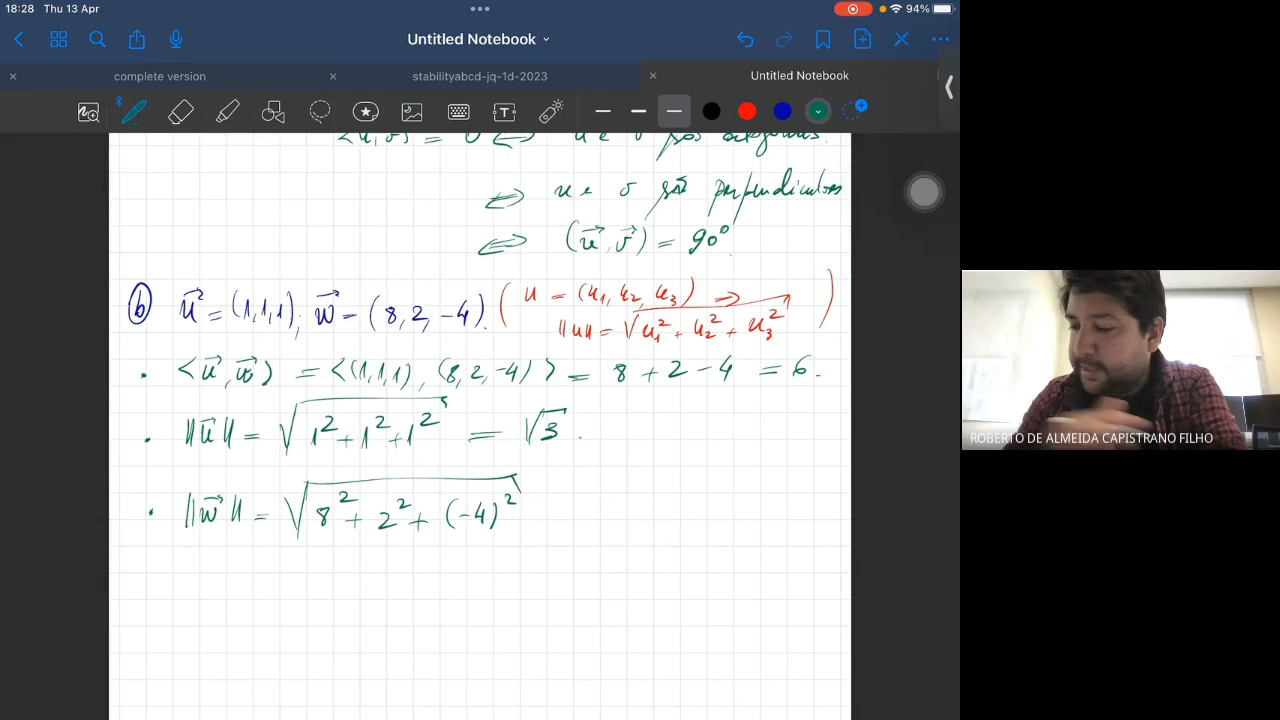 18:28 Thu 13 Apr
94%
Untitled Notebook
complete version
stabilityabcd-jq-1d-2023
Untitled Notebook
T
<u, v> = 0 ⟺ u e v são
⟺ u e v são perpendiculares
⟺ (u⃗, v⃗) = 90°
ⓑ u⃗ = (1,1,1); w⃗ = (8, 2, -4). ( u = (u₁, u₂, u₃) ⟹
‖u‖ = √(u₁² + u₂² + u₃²) )
• <u⃗, w⃗> = <(1,1,1), (8, 2, -4)> = 8 + 2 - 4 = 6.
• ‖u⃗‖ = √(1² + 1² + 1²) = √3.
• ‖w⃗‖ = √(8² + 2² + (-4)²)
ROBERTO DE ALMEIDA CAPISTRANO FILHO